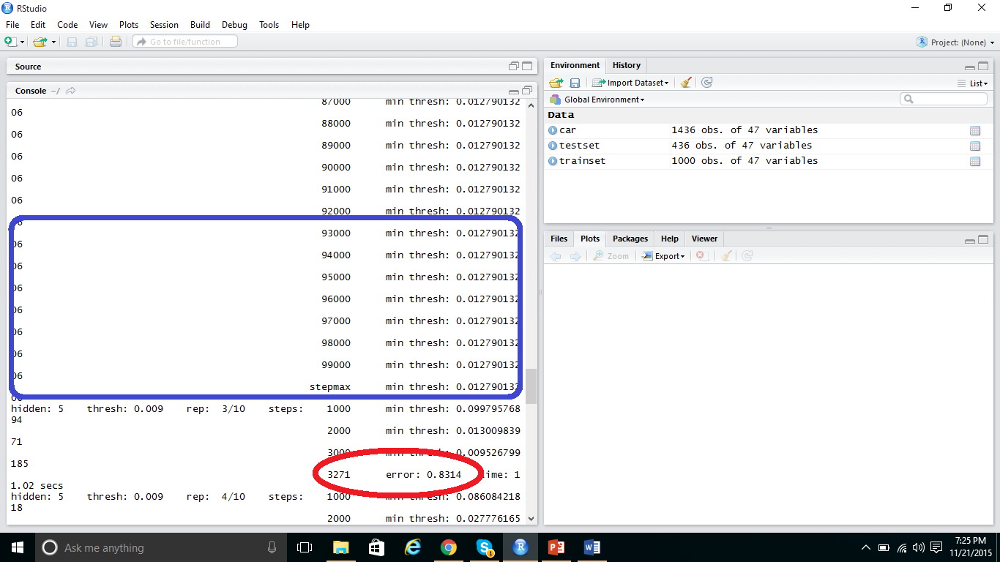 RStudio
File Edit Code View Plots Session Build Debug Tools Help
Go to file/function
Project: (None)
Source
Console ~/
87000 min thresh: 0.012790132
06
88000 min thresh: 0.012790132
06
89000 min thresh: 0.012790132
06
90000 min thresh: 0.012790132
06
91000 min thresh: 0.012790132
06
92000 min thresh: 0.012790132
06
93000 min thresh: 0.012790132
06
94000 min thresh: 0.012790132
06
95000 min thresh: 0.012790132
06
96000 min thresh: 0.012790132
06
97000 min thresh: 0.012790132
06
98000 min thresh: 0.012790132
06
99000 min thresh: 0.012790132
06
stepmax min thresh: 0.012790132
06
hidden: 5 thresh: 0.009 rep: 3/10 steps: 1000 min thresh: 0.099795768
94
2000 min thresh: 0.013009839
71
3000 min thresh: 0.009526799
185
3271 error: 0.8314 time: 1
1.02 secs
hidden: 5 thresh: 0.009 rep: 4/10 steps: 1000 min thresh: 0.086084218
18
2000 min thresh: 0.027776165
Environment History
Import Dataset
List
Global Environment
Data
car 1436 obs. of 47 variables
testset 436 obs. of 47 variables
trainset 1000 obs. of 47 variables
Files Plots Packages Help Viewer
Zoom Export
Ask me anything
1
7:25 PM
11/21/2015